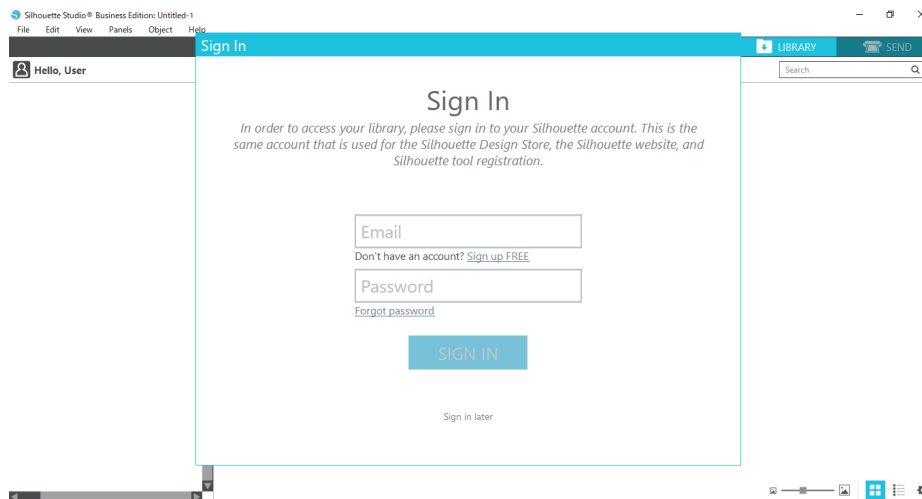 Silhouette Studio® Business Edition: Untitled-1
File Edit View Panels Object Help
Sign In
LIBRARY
SEND
Hello, User
Search
Sign In
In order to access your library, please sign in to your Silhouette account. This is the
same account that is used for the Silhouette Design Store, the Silhouette website, and
Silhouette tool registration.
Email
Don't have an account? Sign up FREE
Password
Forgot password
SIGN IN
Sign in later